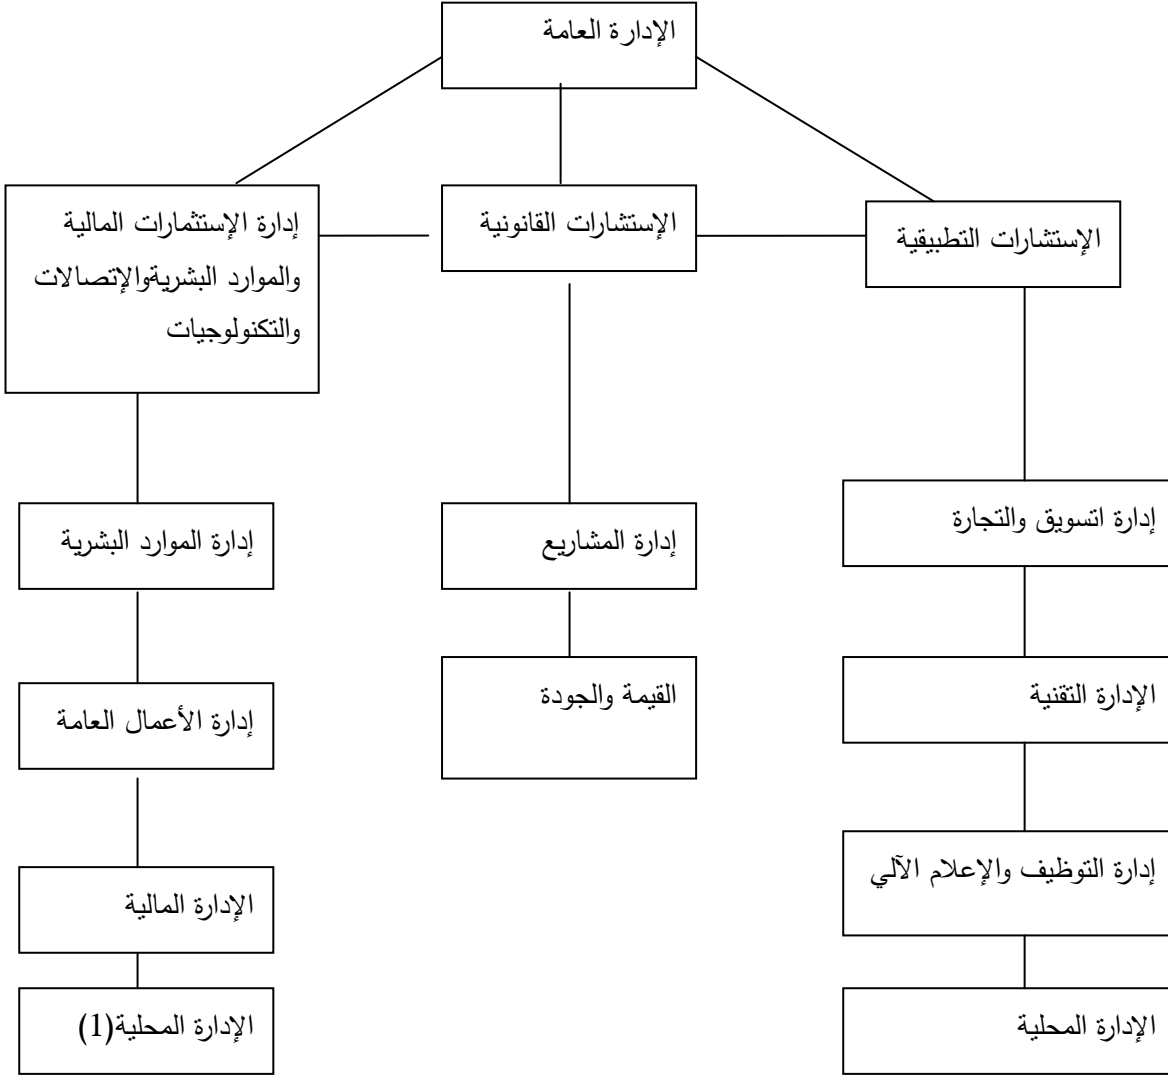 الإدارة العامة
الإستشارات التطبيقية
الإستشارات القانونية
إدارة الإستثمارات المالية
والموارد البشريةوالإتصالات
والتكنولوجيات
إدارة اتسويق والتجارة
إدارة المشاريع
إدارة الموارد البشرية
الإدارة التقنية
القيمة والجودة
إدارة الأعمال العامة
إدارة التوظيف والإعلام الآلي
الإدارة المالية
الإدارة المحلية
الإدارة المحلية(1)